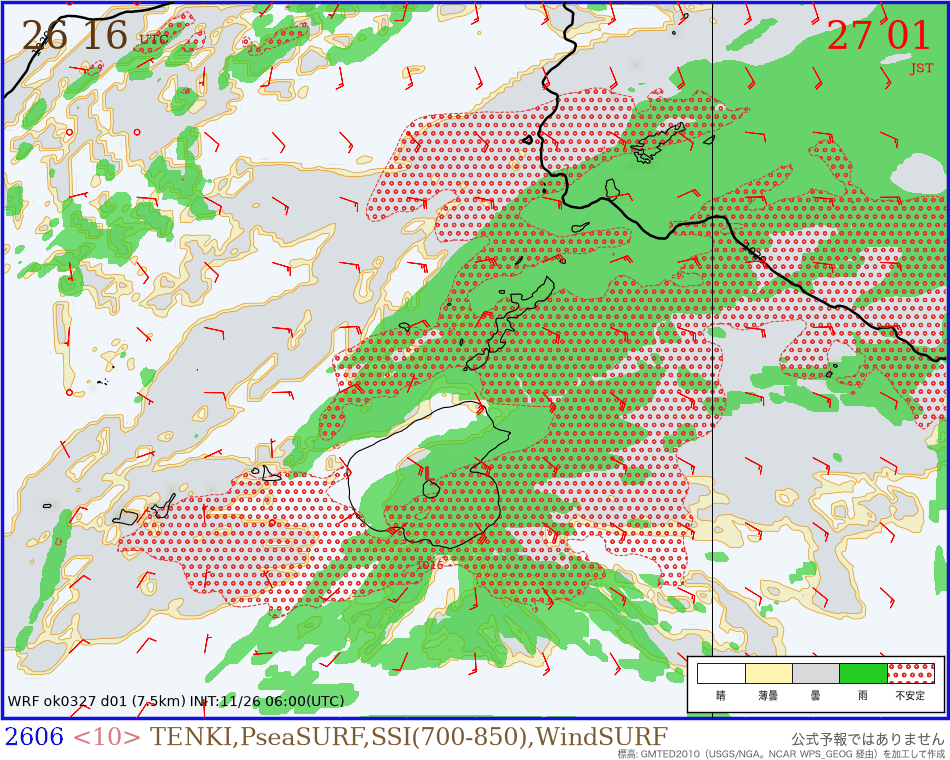 26 16 UTC
27 01
JST
1016
晴 薄曇 曇 雨 不安定
WRF ok0327 d01 (7.5km) INIT:11/26 06:00(UTC)
2606 <10> TENKI,PseaSURF,SSI(700-850),WindSURF
公式予報ではありません
標高: GMTED2010（USGS/NGA。NCAR WPS_GEOG 経由）を加工して作成